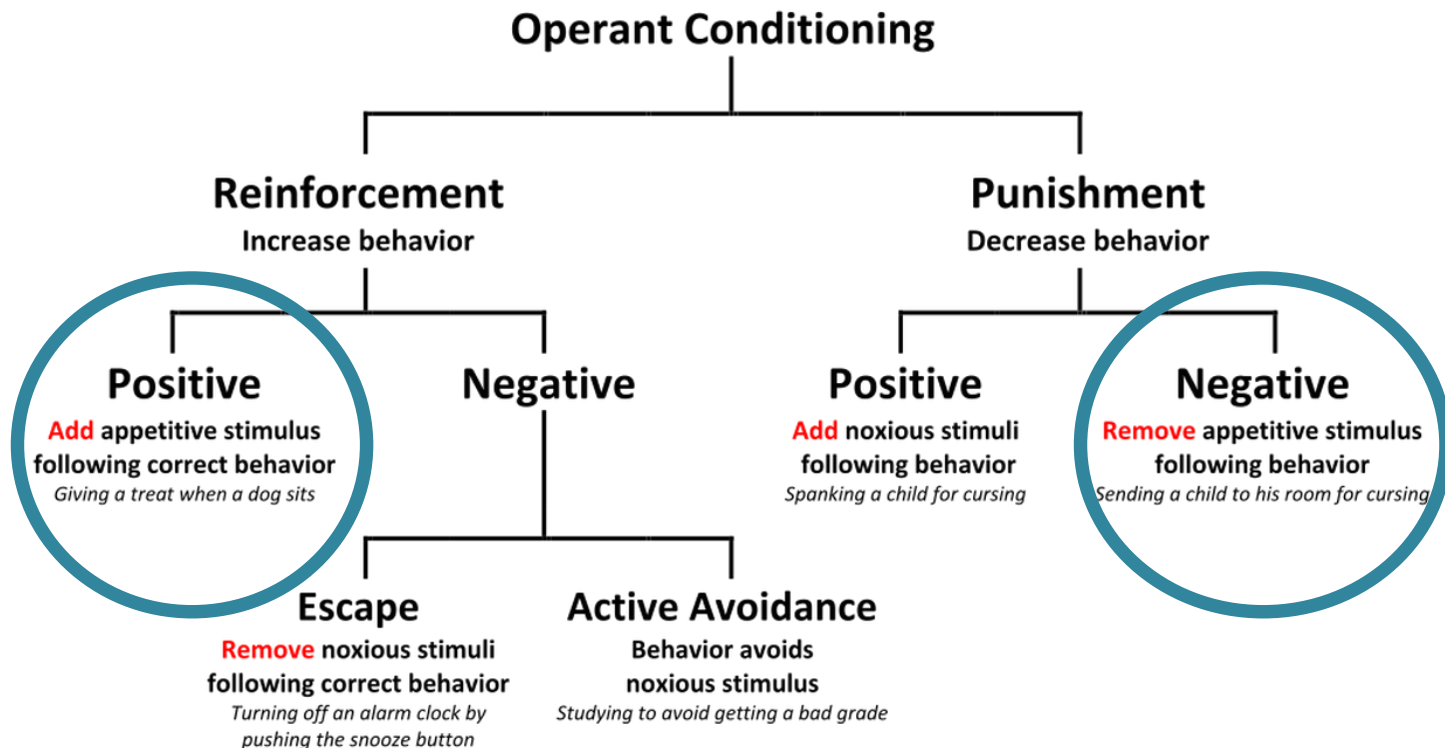 Operant Conditioning
Reinforcement
Increase behavior
Punishment
Decrease behavior
Positive
Add appetitive stimulus
following correct behavior
Giving a treat when a dog sits
Negative
Positive
Add noxious stimuli
following behavior
Spanking a child for cursing
Negative
Remove appetitive stimulus
following behavior
Sending a child to his room for cursing
Escape
Remove noxious stimuli
following correct behavior
Turning off an alarm clock by
pushing the snooze button
Active Avoidance
Behavior avoids
noxious stimulus
Studying to avoid getting a bad grade